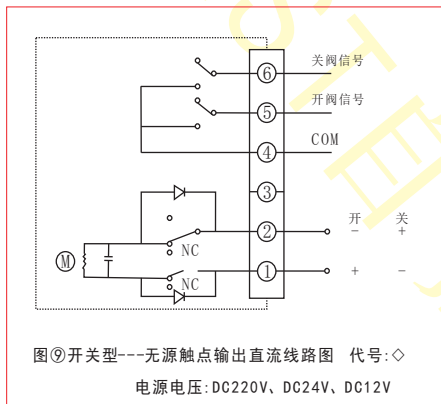 ⑥ 关阀信号
⑤ 开阀信号
④ COM
③
开 关
② - +
NC
M
① + -
NC
图⑨开关型---无源触点输出直流线路图 代号:◇
电源电压:DC220V、DC24V、DC12V